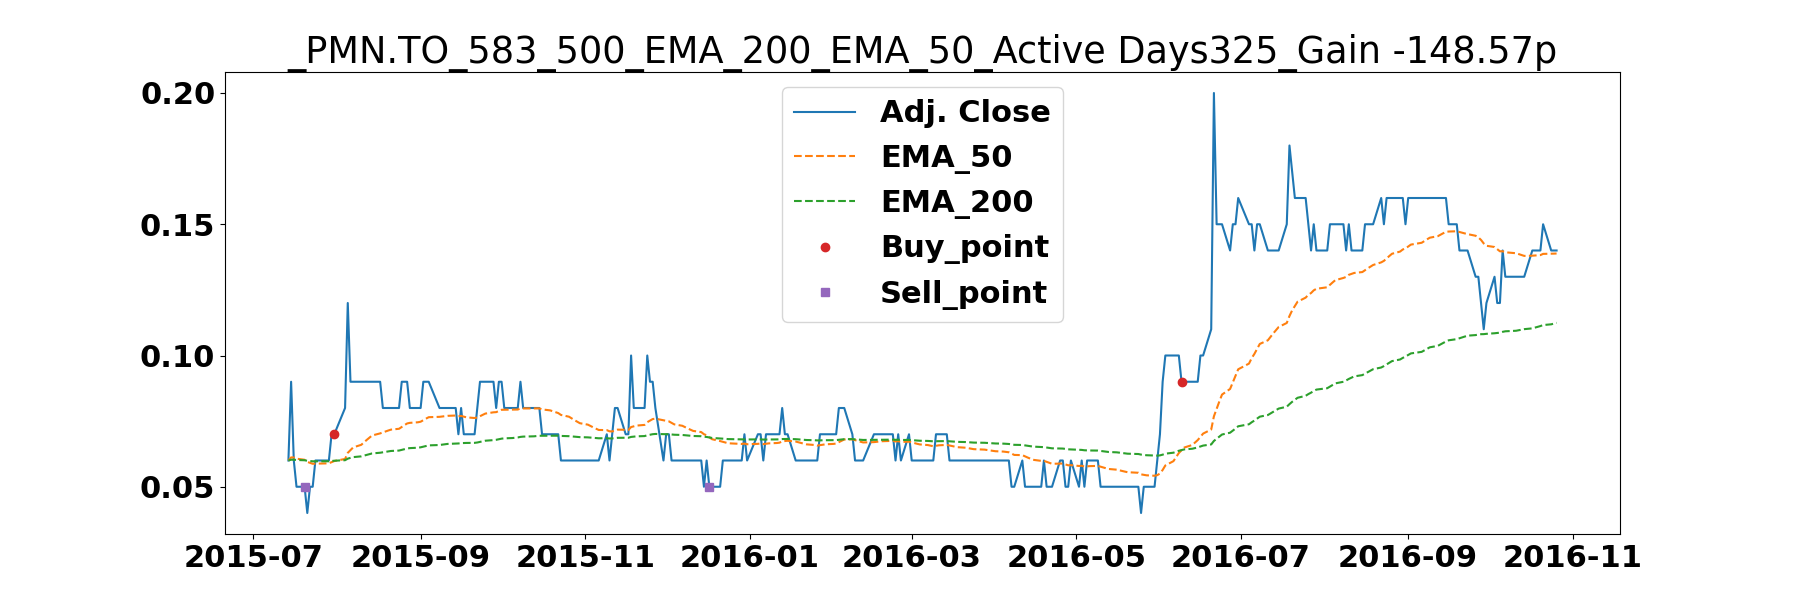 _PMN.TO_583_500_EMA_200_EMA_50_Active Days325_Gain -148.57p
0.20
0.15
0.10
0.05
Adj. Close
EMA_50
EMA_200
Buy_point
Sell_point
2015-07 2015-09 2015-11 2016-01 2016-03 2016-05 2016-07 2016-09 2016-11